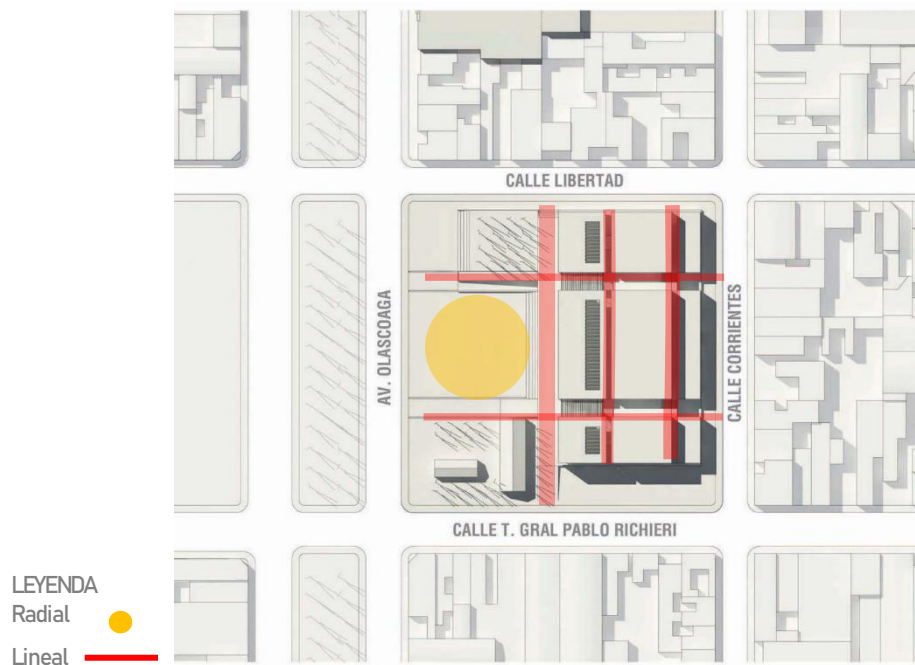 CALLE LIBERTAD
AV. OLASCOAGA
CALLE CORRIENTES
CALLE T. GRAL PABLO RICHIERI
LEYENDA
Radial
Lineal